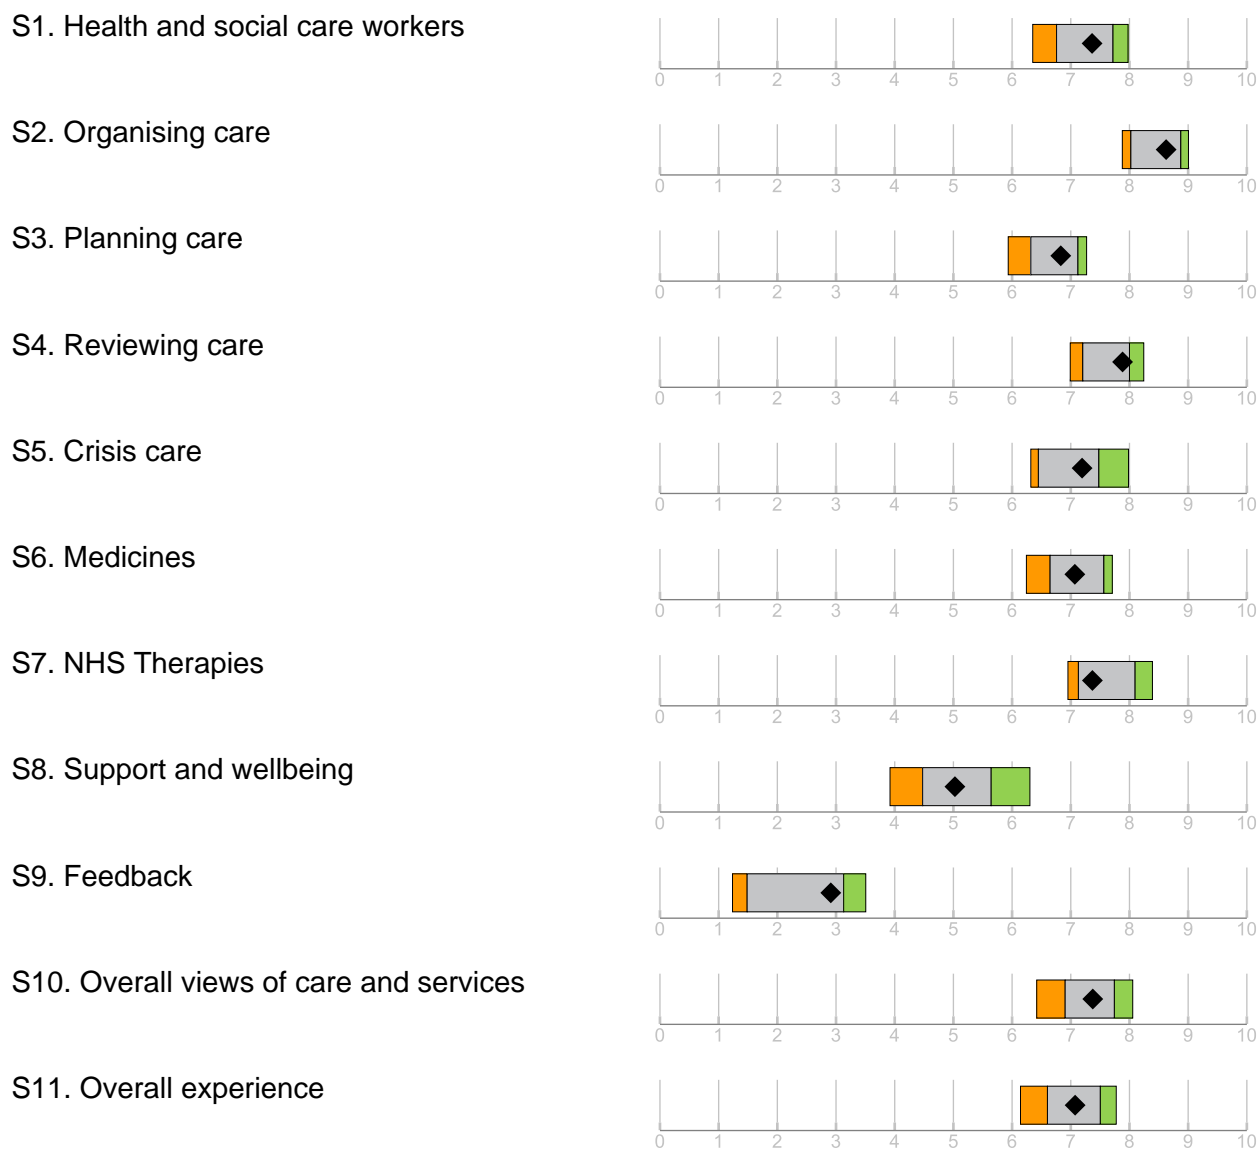 S1. Health and social care workers
0 1 2 3 4 5 6 7 8 9 10
S2. Organising care
0 1 2 3 4 5 6 7 8 9 10
S3. Planning care
0 1 2 3 4 5 6 7 8 9 10
S4. Reviewing care
0 1 2 3 4 5 6 7 8 9 10
S5. Crisis care
0 1 2 3 4 5 6 7 8 9 10
S6. Medicines
0 1 2 3 4 5 6 7 8 9 10
S7. NHS Therapies
0 1 2 3 4 5 6 7 8 9 10
S8. Support and wellbeing
0 1 2 3 4 5 6 7 8 9 10
S9. Feedback
0 1 2 3 4 5 6 7 8 9 10
S10. Overall views of care and services
0 1 2 3 4 5 6 7 8 9 10
S11. Overall experience
0 1 2 3 4 5 6 7 8 9 10